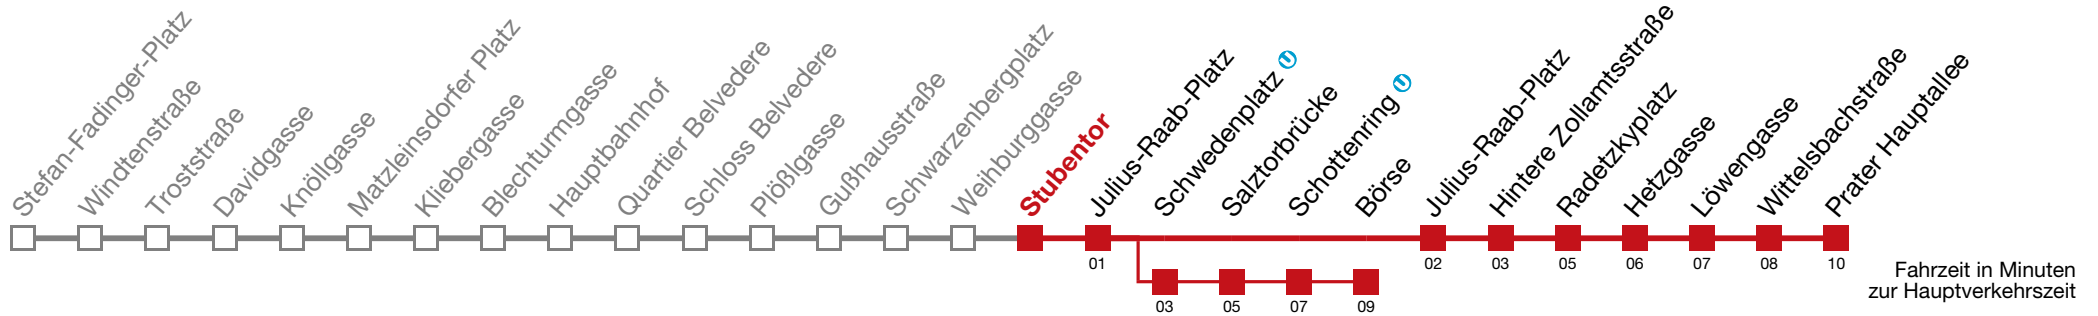 Stefan-Fadinger-Platz
Windtenstraße
Troststraße
Davidgasse
Knöllgasse
Matzleinsdorfer Platz
Kliebergasse
Blechturmgasse
Hauptbahnhof
Quartier Belvedere
Schloss Belvedere
Plößlgasse
Gußhausstraße
Schwarzenbergplatz
Weihburggasse
Stubentor
Julius-Raab-Platz
Schwedenplatz U
Salztorbrücke
Schottenring U
Börse
Julius-Raab-Platz
Hintere Zollamtsstraße
Radetzkyplatz
Hetzgasse
Löwengasse
Wittelsbachstraße
Prater Hauptallee
01 02 03 05 06 07 08 10
03 05 07 09
Fahrzeit in Minuten
zur Hauptverkehrszeit